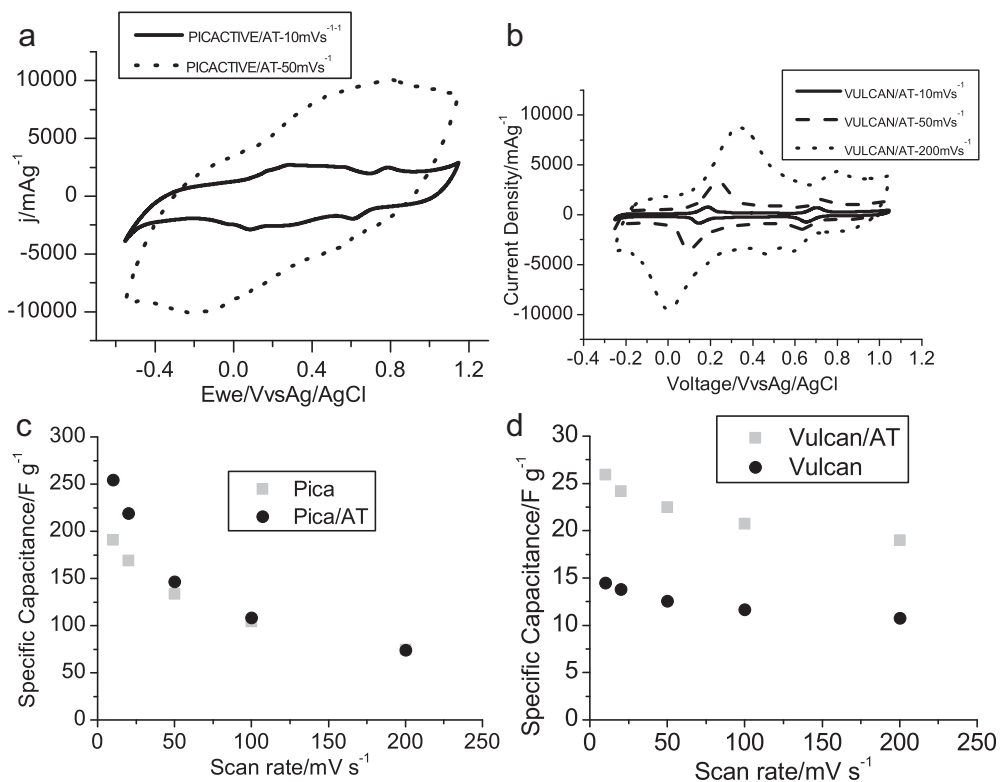 a
PICACTIVE/AT-10mVs-1-1
PICACTIVE/AT-50mVs-1
10000
5000
0
-5000
-10000
j/mAg-1
-0.4 0.0 0.4 0.8 1.2
Ewe/VvsAg/AgCl
b
VULCAN/AT-10mVs-1
VULCAN/AT-50mVs-1
VULCAN/AT-200mVs-1
10000
5000
0
-5000
-10000
Current Density/mAg-1
-0.4 -0.2 0.0 0.2 0.4 0.6 0.8 1.0 1.2
Voltage/VvsAg/AgCl
c
Pica
Pica/AT
300
250
200
150
100
50
0
Specific Capacitance/F g-1
0 50 100 150 200 250
Scan rate/mV s-1
d
Vulcan/AT
Vulcan
30
25
20
15
10
5
0
Specific Capacitance/F g-1
0 50 100 150 200 250
Scan rate/mV s-1